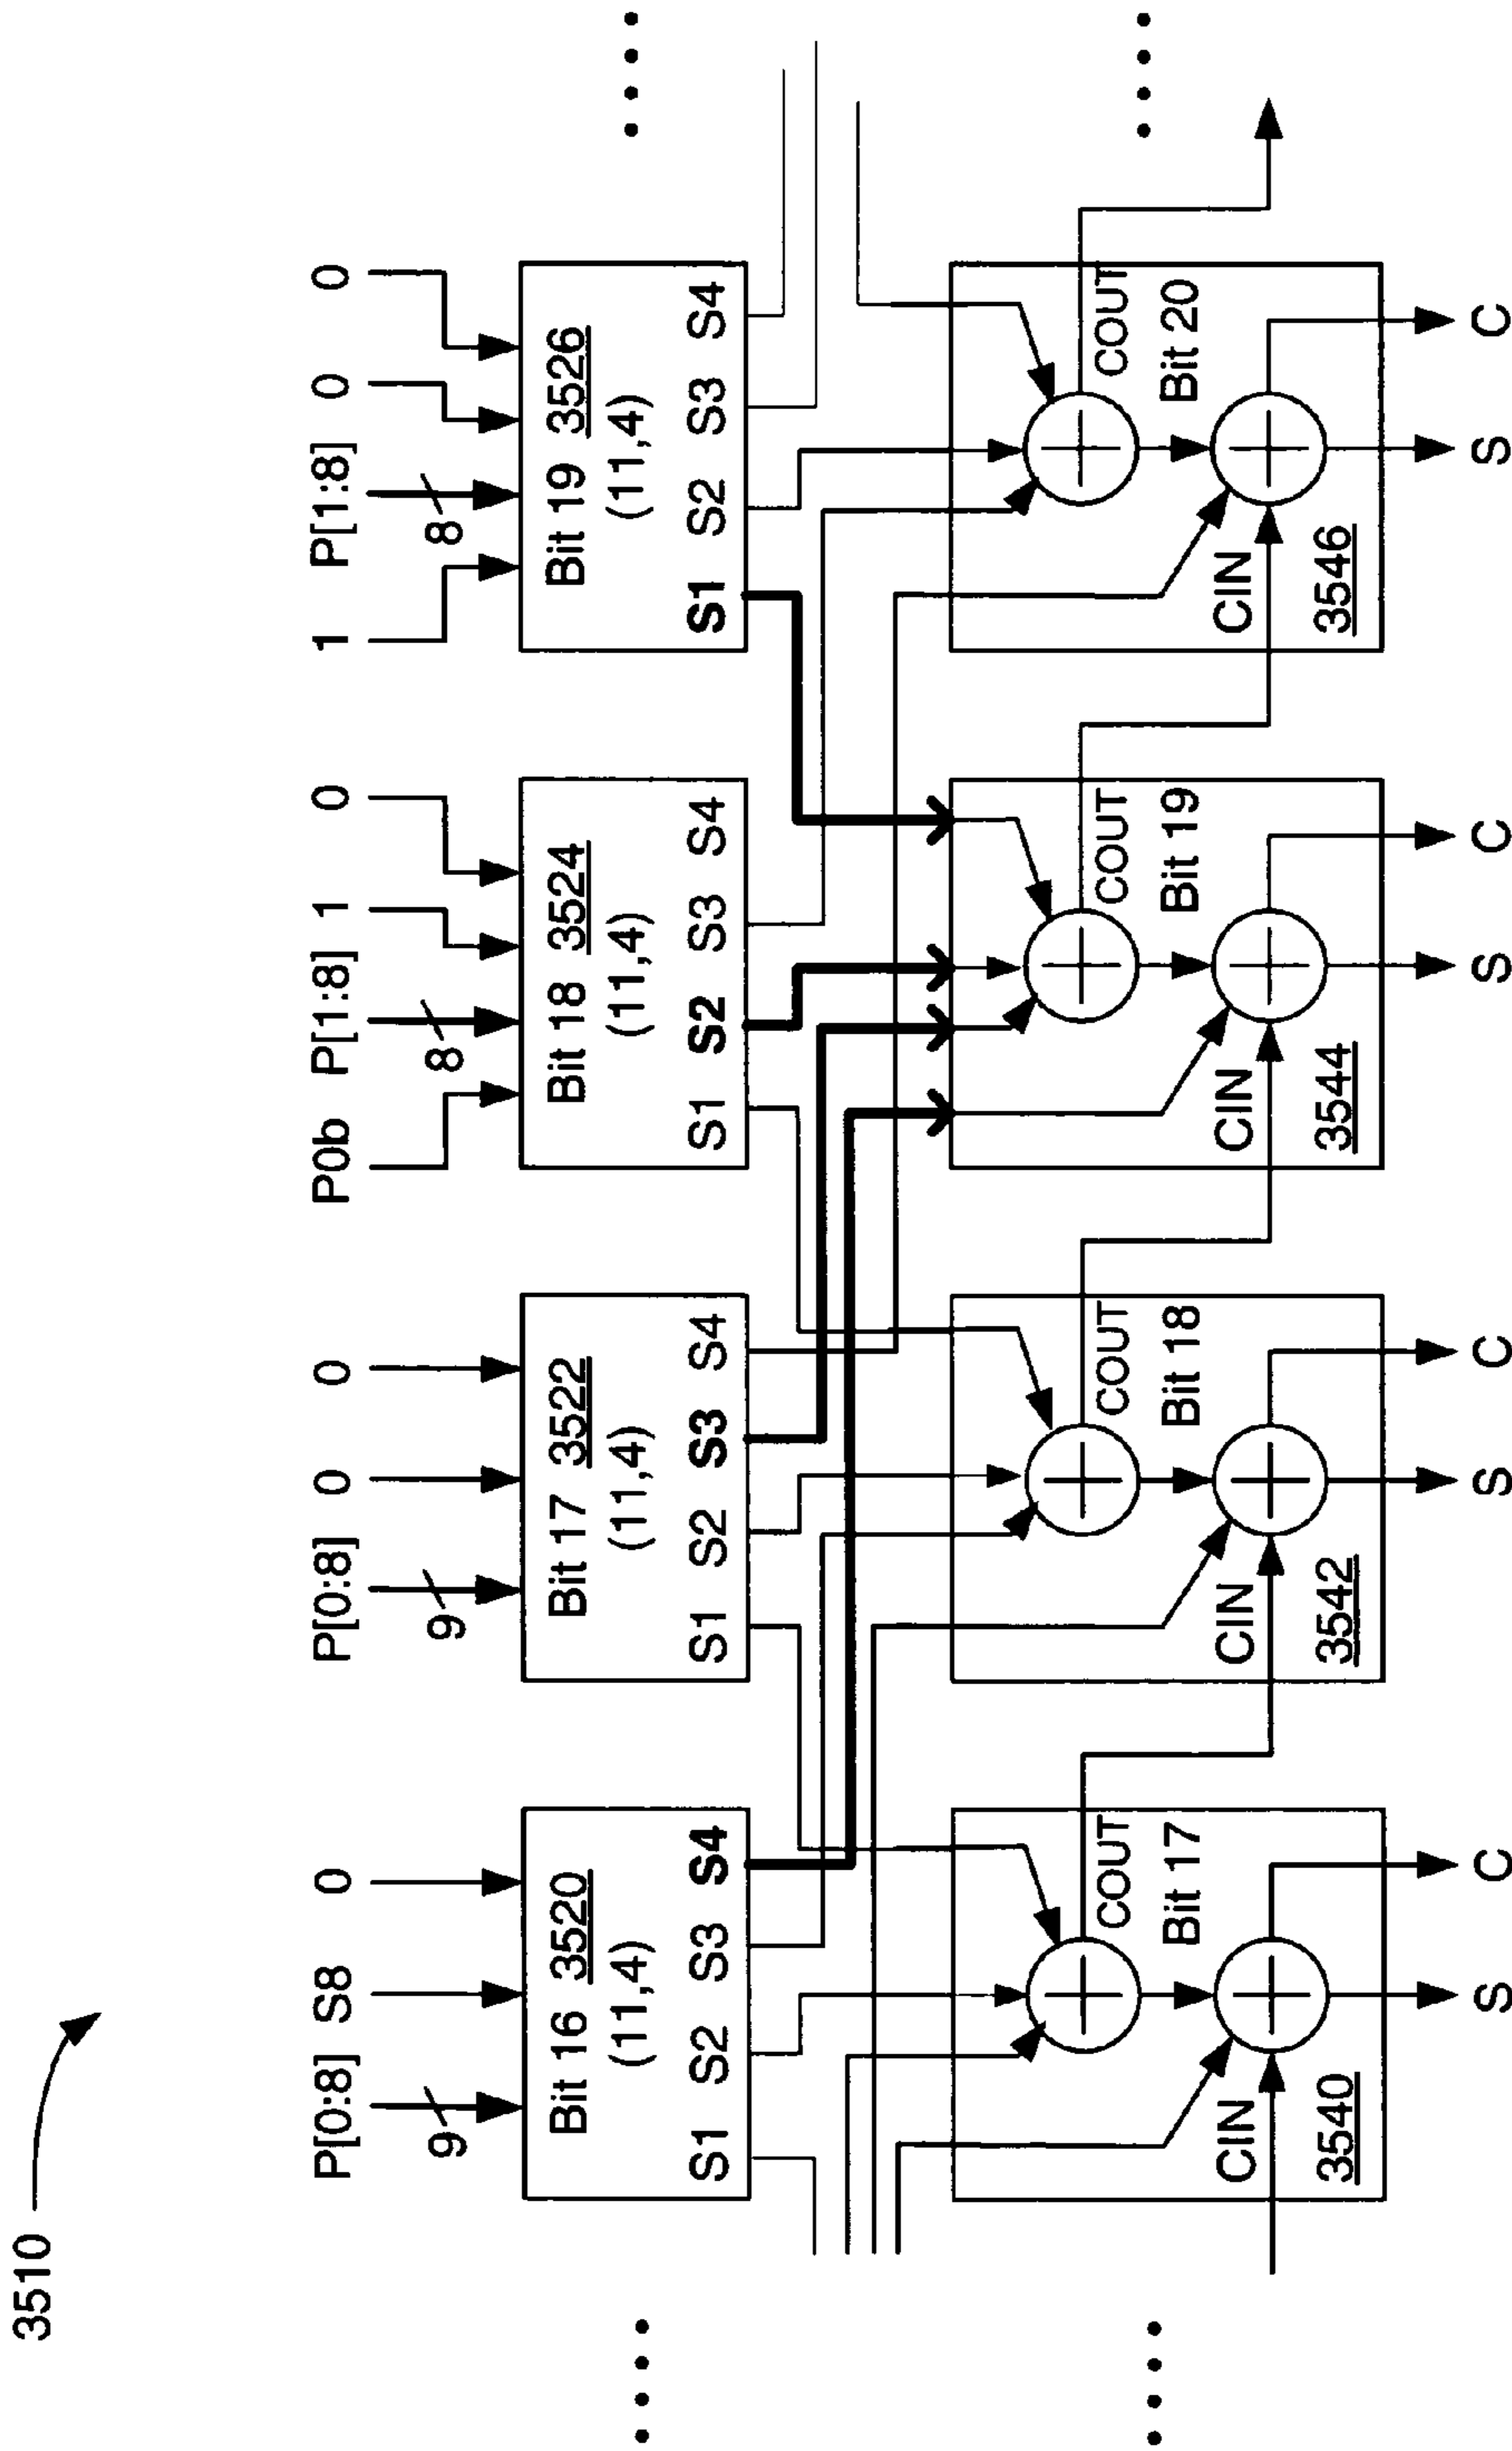 3510
P[0:8] S8 0
9
Bit 16 3520
(11,4)
S1 S2 S3 S4
P[0:8] 0 0
9
Bit 17 3522
(11,4)
S1 S2 S3 S4
P0b P[1:8] 1 0
8
Bit 18 3524
(11,4)
S1 S2 S3 S4
1 P[1:8] 0 0
8
Bit 19 3526
(11,4)
S1 S2 S3 S4
COUT
Bit 17
CIN
3540
S C
COUT
Bit 18
CIN
3542
S C
COUT
Bit 19
CIN
3544
S C
COUT
Bit 20
CIN
3546
S C